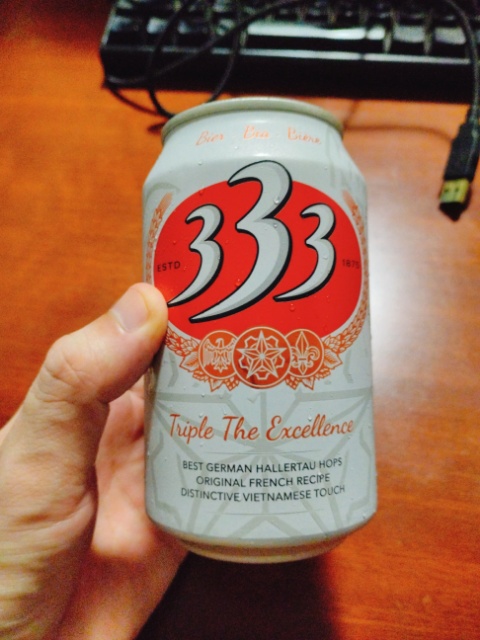 Beer Bia Bière
333
ESTD 1875
Triple The Excellence
BEST GERMAN HALLERTAU HOPS
ORIGINAL FRENCH RECIPE
DISTINCTIVE VIETNAMESE TOUCH